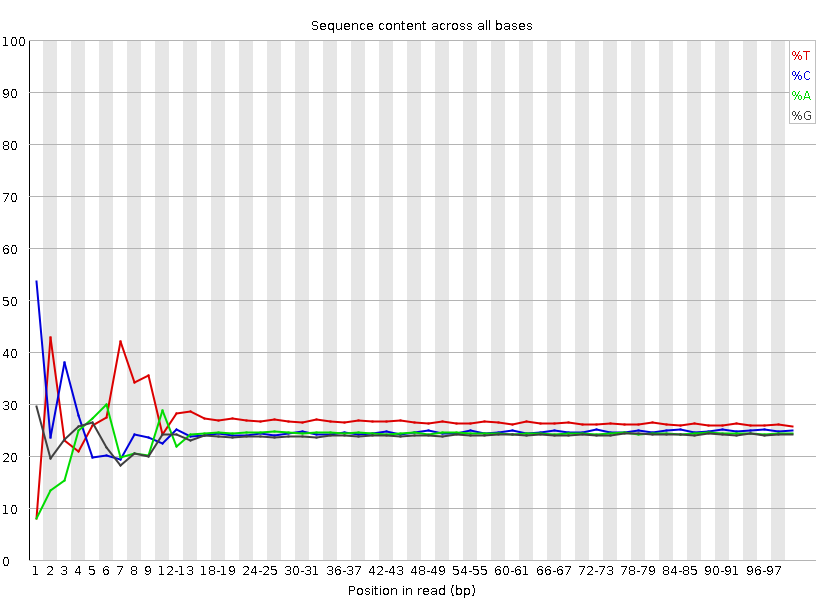 Sequence content across all bases
100
90
80
70
60
50
40
30
20
10
0
%T
%C
%A
%G
1 2 3 4 5 6 7 8 9 12-13 18-19 24-25 30-31 36-37 42-43 48-49 54-55 60-61 66-67 72-73 78-79 84-85 90-91 96-97
Position in read (bp)